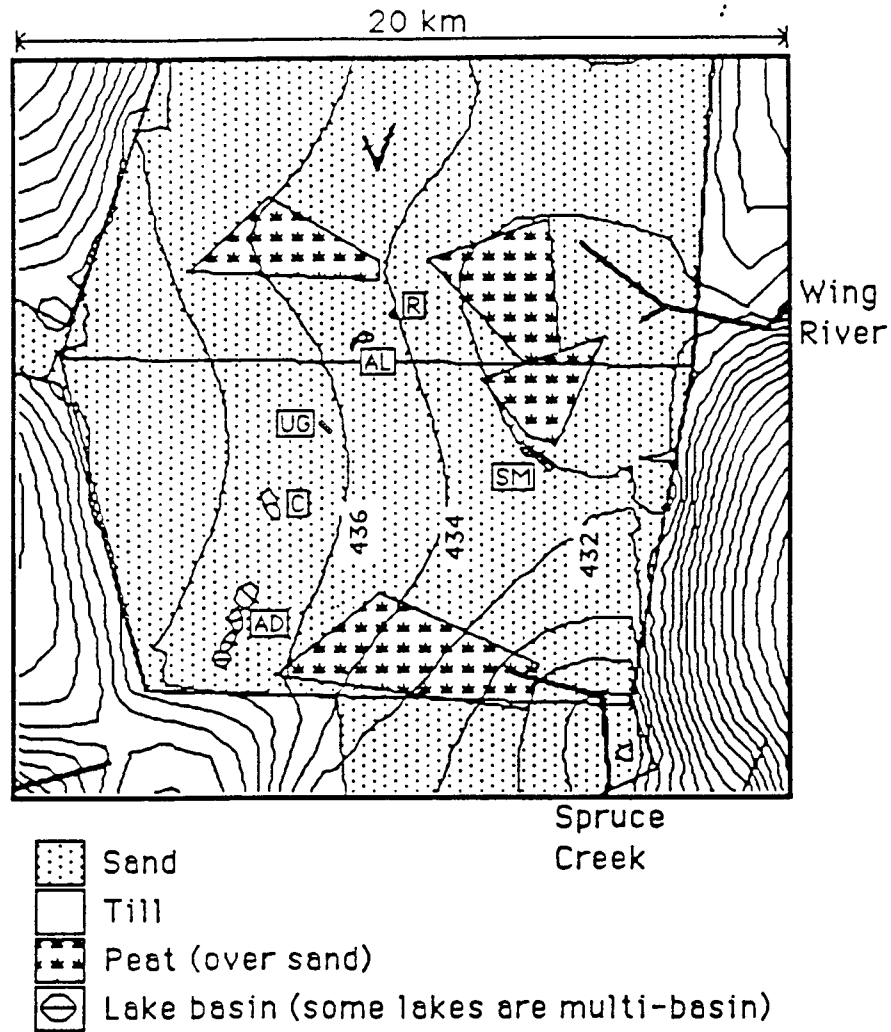 20 km
R
AL
Wing
River
UG
SM
C
436
434
432
AD
Spruce
Creek
Sand
Till
Peat (over sand)
Lake basin (some lakes are multi-basin)